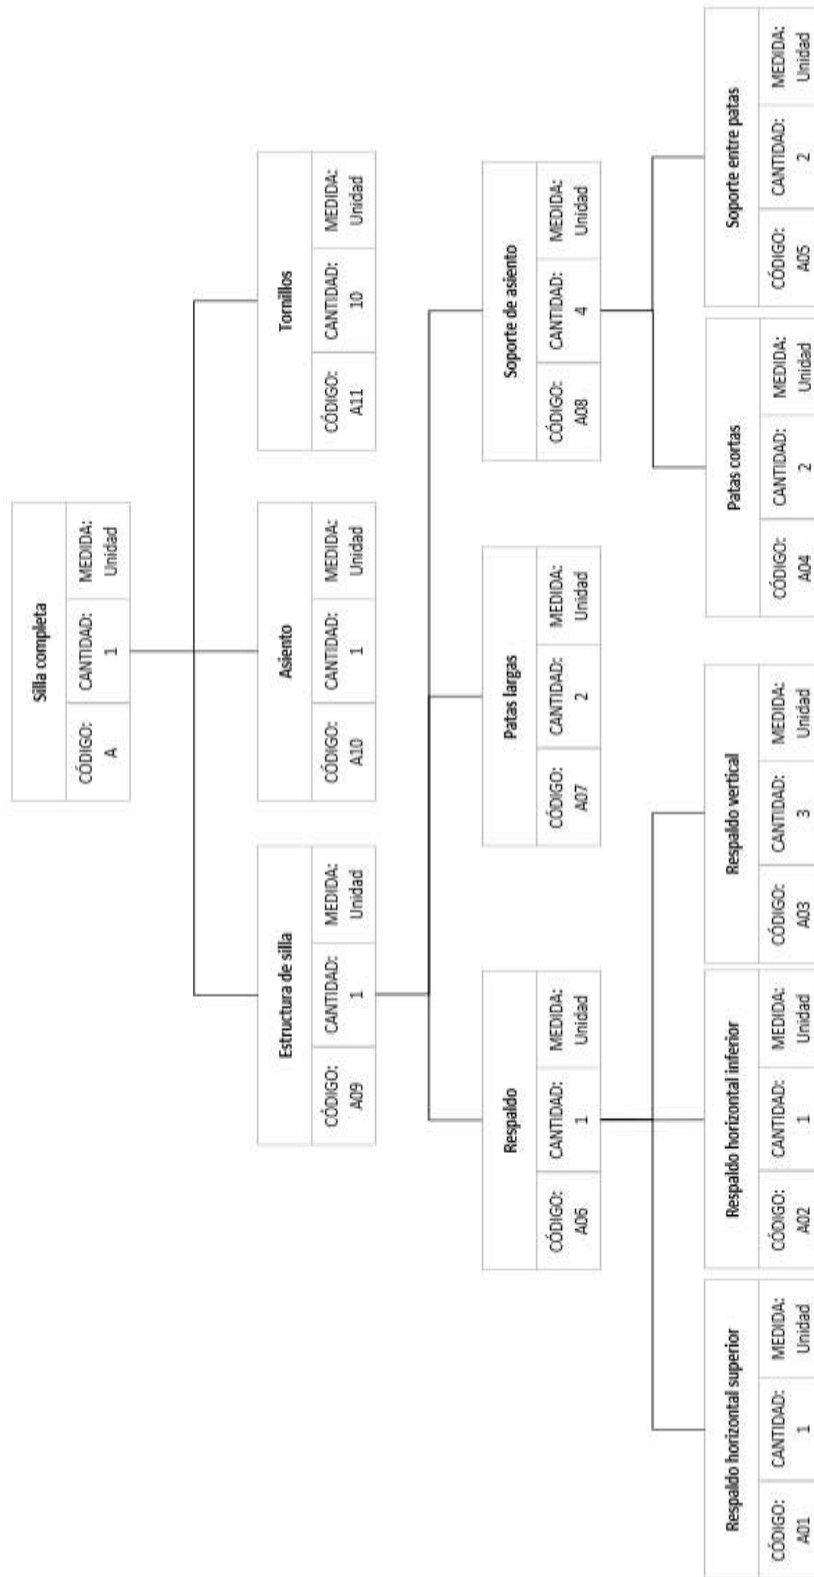 Silla completa
CÓDIGO: CANTIDAD: MEDIDA:
A 1 Unidad
Estructura de silla
CÓDIGO: CANTIDAD: MEDIDA:
A09 1 Unidad
Asiento
CÓDIGO: CANTIDAD: MEDIDA:
A10 1 Unidad
Tornillos
CÓDIGO: CANTIDAD: MEDIDA:
A11 10 Unidad
Respaldo
CÓDIGO: CANTIDAD: MEDIDA:
A06 1 Unidad
Patas largas
CÓDIGO: CANTIDAD: MEDIDA:
A07 2 Unidad
Soporte de asiento
CÓDIGO: CANTIDAD: MEDIDA:
A08 4 Unidad
Respaldo horizontal superior
CÓDIGO: CANTIDAD: MEDIDA:
A01 1 Unidad
Respaldo horizontal inferior
CÓDIGO: CANTIDAD: MEDIDA:
A02 1 Unidad
Respaldo vertical
CÓDIGO: CANTIDAD: MEDIDA:
A03 3 Unidad
Patas cortas
CÓDIGO: CANTIDAD: MEDIDA:
A04 2 Unidad
Soporte entre patas
CÓDIGO: CANTIDAD: MEDIDA:
A05 2 Unidad